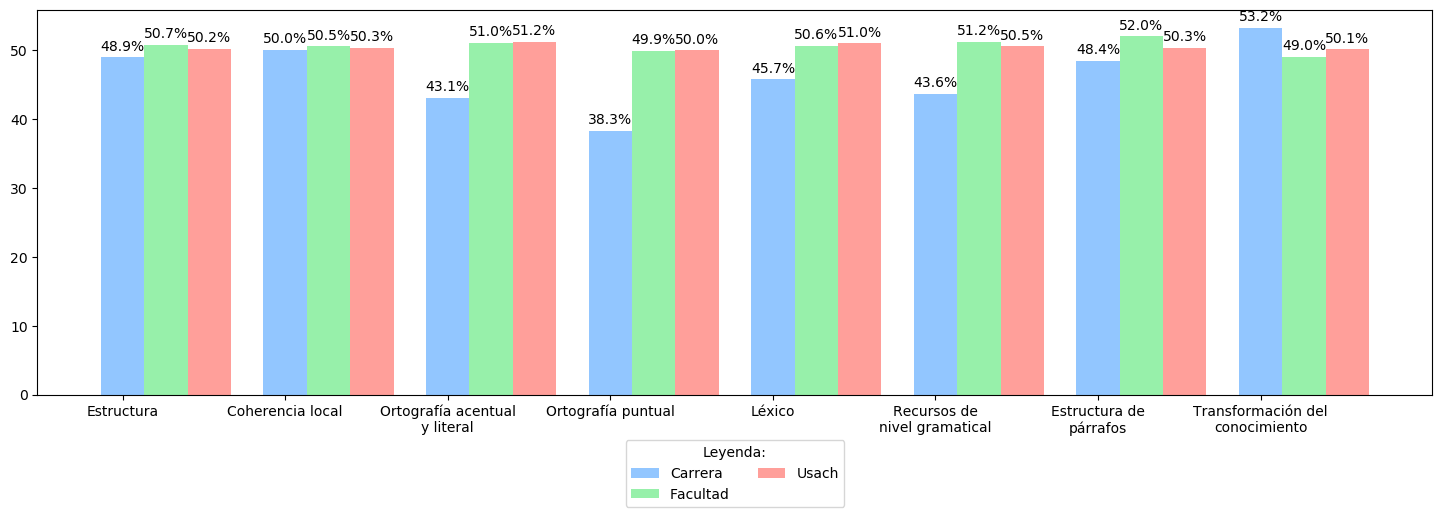 48.9% 50.7% 50.2% 50.0% 50.5% 50.3% 43.1% 51.0% 51.2% 38.3% 49.9% 50.0% 45.7% 50.6% 51.0% 43.6% 51.2% 50.5% 48.4% 52.0% 50.3% 53.2% 49.0% 50.1%
50
40
30
20
10
0
Estructura
Coherencia local
Ortografía acentual
y literal
Ortografía puntual
Léxico
Recursos de
nivel gramatical
Estructura de
párrafos
Transformación del
conocimiento
Leyenda:
Carrera
Facultad
Usach